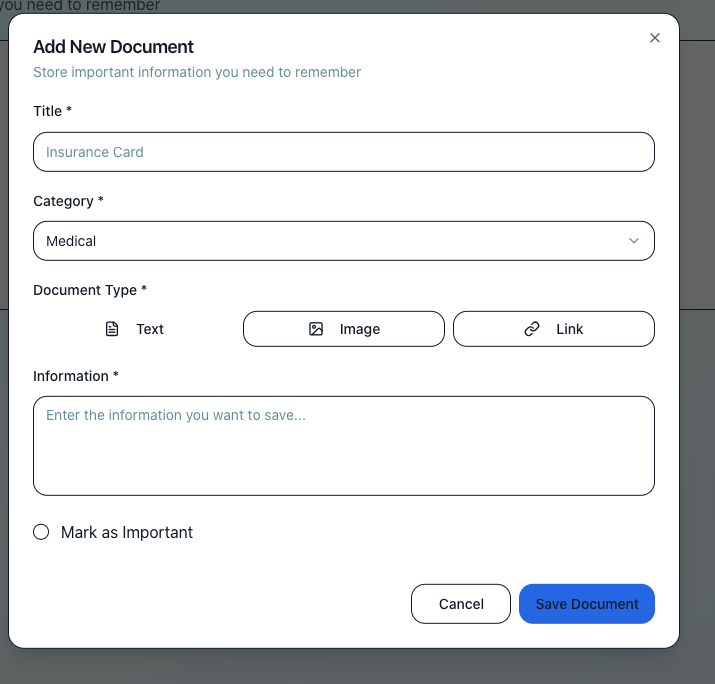 you need to remember
Add New Document
Store important information you need to remember
Title *
Insurance Card
Category *
Medical
Document Type *
Text
Image
Link
Information *
Enter the information you want to save...
Mark as Important
Cancel
Save Document